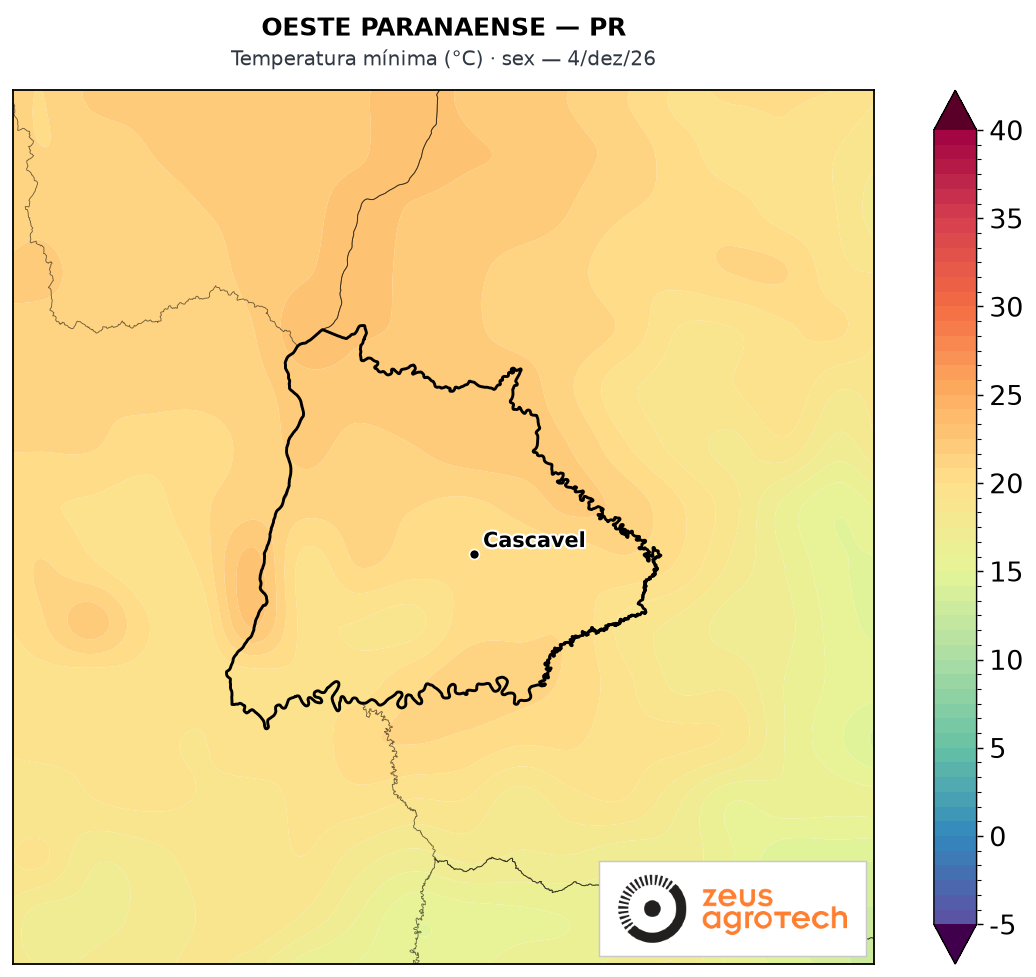 OESTE PARANAENSE — PR
Temperatura mínima (°C) · sex — 4/dez/26
40
35
30
25
20
15
10
5
0
-5
Cascavel
zeus
agrotech